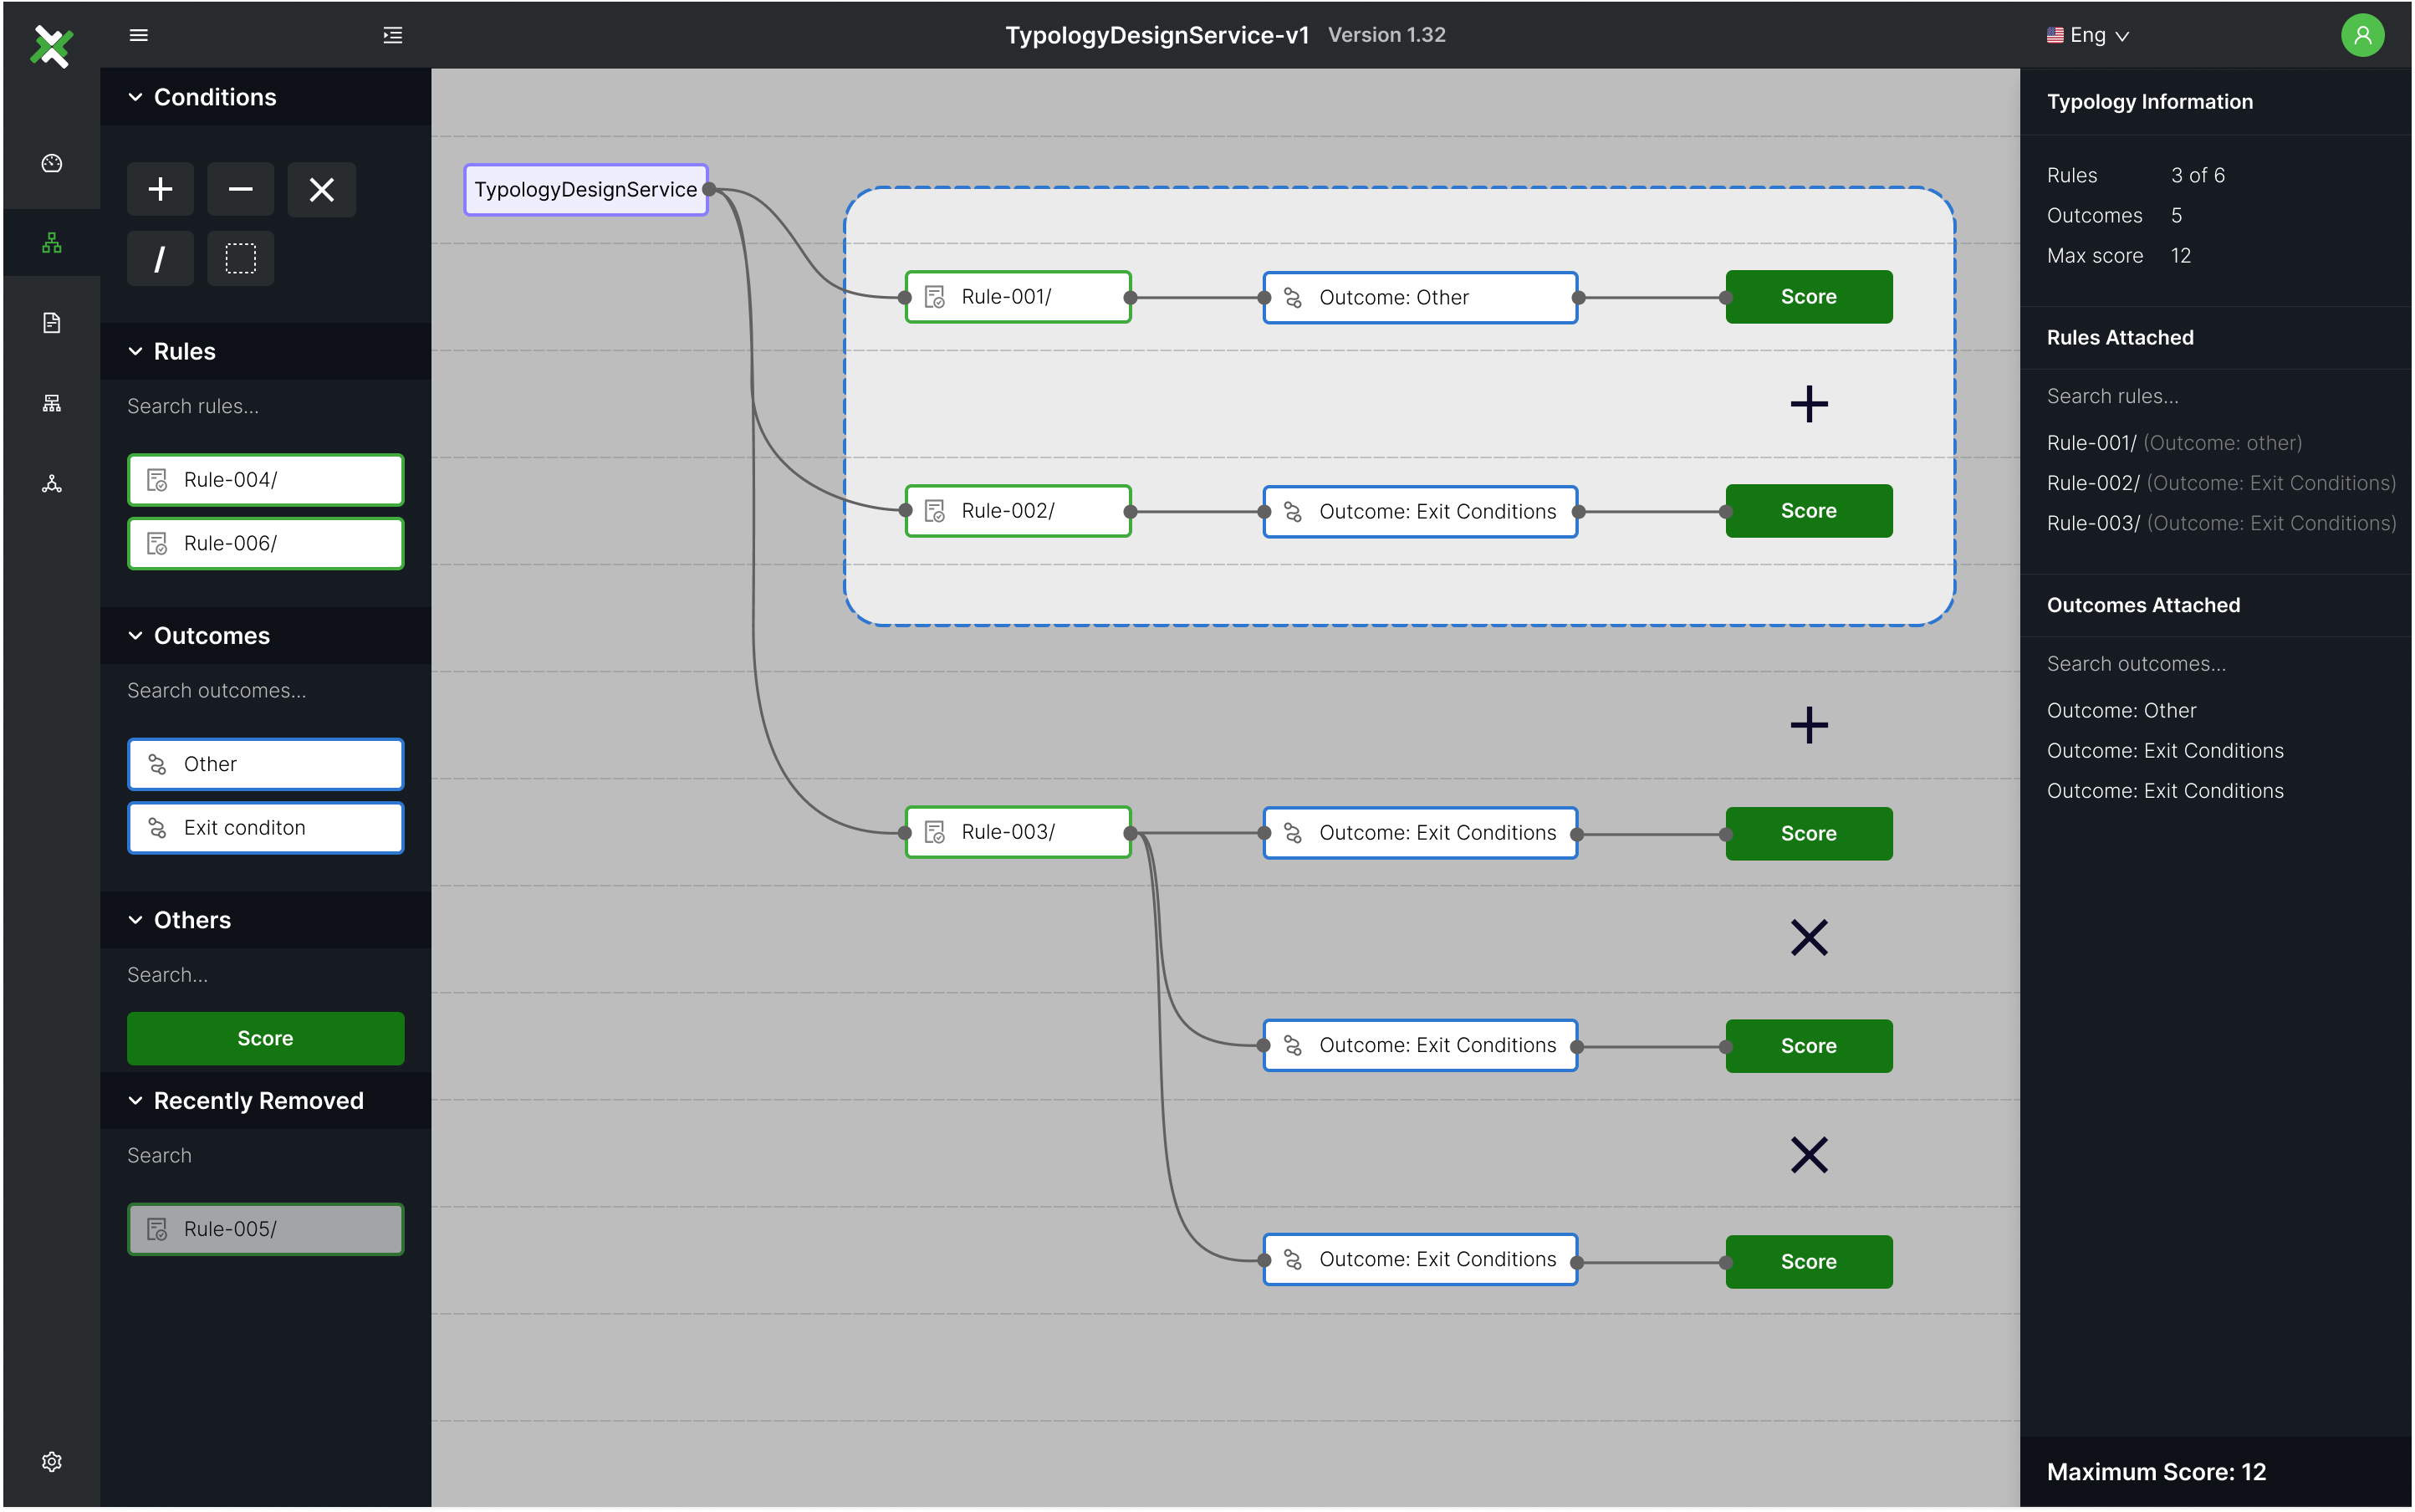 TypologyDesignService-v1 Version 1.32
Eng
Conditions
Rules
Search rules...
Rule-004/
Rule-006/
Outcomes
Search outcomes...
Other
Exit conditon
Others
Search...
Score
Recently Removed
Search
Rule-005/
TypologyDesignService
Rule-001/
Outcome: Other
Score
Rule-002/
Outcome: Exit Conditions
Score
Rule-003/
Outcome: Exit Conditions
Score
Outcome: Exit Conditions
Score
Outcome: Exit Conditions
Score
Typology Information
Rules 3 of 6
Outcomes 5
Max score 12
Rules Attached
Search rules...
Rule-001/ (Outcome: other)
Rule-002/ (Outcome: Exit Conditions)
Rule-003/ (Outcome: Exit Conditions)
Outcomes Attached
Search outcomes...
Outcome: Other
Outcome: Exit Conditions
Outcome: Exit Conditions
Maximum Score: 12